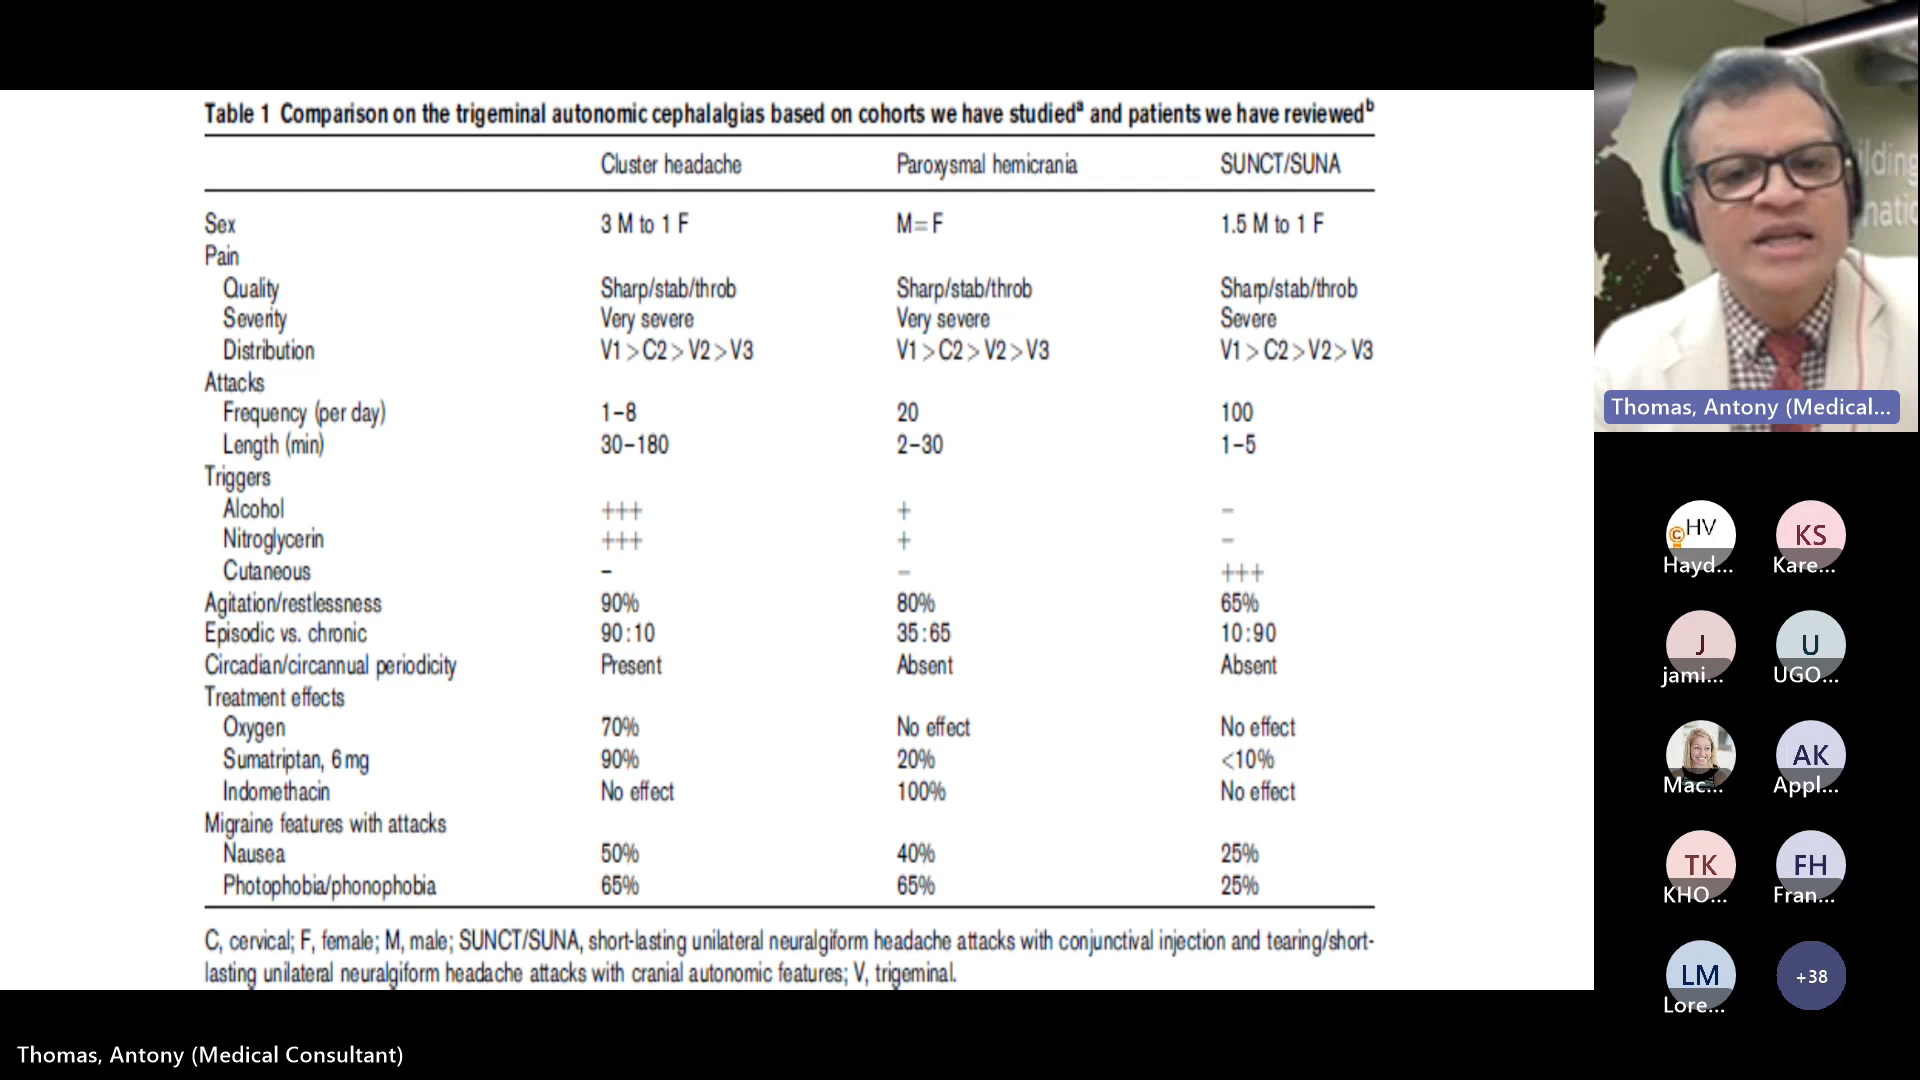 Table 1 Comparison on the trigeminal autonomic cephalalgias based on cohorts we have studiedᵃ and patients we have reviewedᵇ
Cluster headache Paroxysmal hemicrania SUNCT/SUNA
Sex 3 M to 1 F M=F 1.5 M to 1 F
Pain
Quality Sharp/stab/throb Sharp/stab/throb Sharp/stab/throb
Severity Very severe Very severe Severe
Distribution V1>C2>V2>V3 V1>C2>V2>V3 V1>C2>V2>V3
Attacks
Frequency (per day) 1–8 20 100
Length (min) 30–180 2–30 1–5
Triggers
Alcohol +++ + –
Nitroglycerin +++ + –
Cutaneous – – +++
Agitation/restlessness 90% 80% 65%
Episodic vs. chronic 90:10 35:65 10:90
Circadian/circannual periodicity Present Absent Absent
Treatment effects
Oxygen 70% No effect No effect
Sumatriptan, 6 mg 90% 20% <10%
Indomethacin No effect 100% No effect
Migraine features with attacks
Nausea 50% 40% 25%
Photophobia/phonophobia 65% 65% 25%
C, cervical; F, female; M, male; SUNCT/SUNA, short-lasting unilateral neuralgiform headache attacks with conjunctival injection and tearing/short-
lasting unilateral neuralgiform headache attacks with cranial autonomic features; V, trigeminal.
Thomas, Antony (Medical Consultant)
Thomas, Antony (Medical...
HV KS
Hayd... Kare...
J U
jami... UGO...
AK
Mac... Appl...
TK FH
KHO... Fran...
LM +38
Lore...